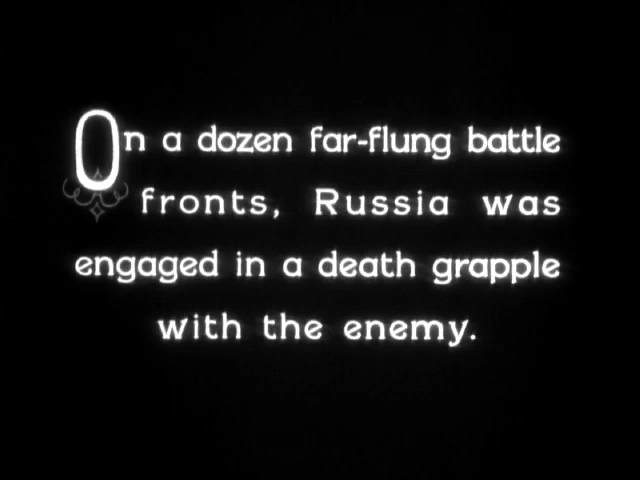 On a dozen far-flung battle
fronts, Russia was
engaged in a death grapple
with the enemy.